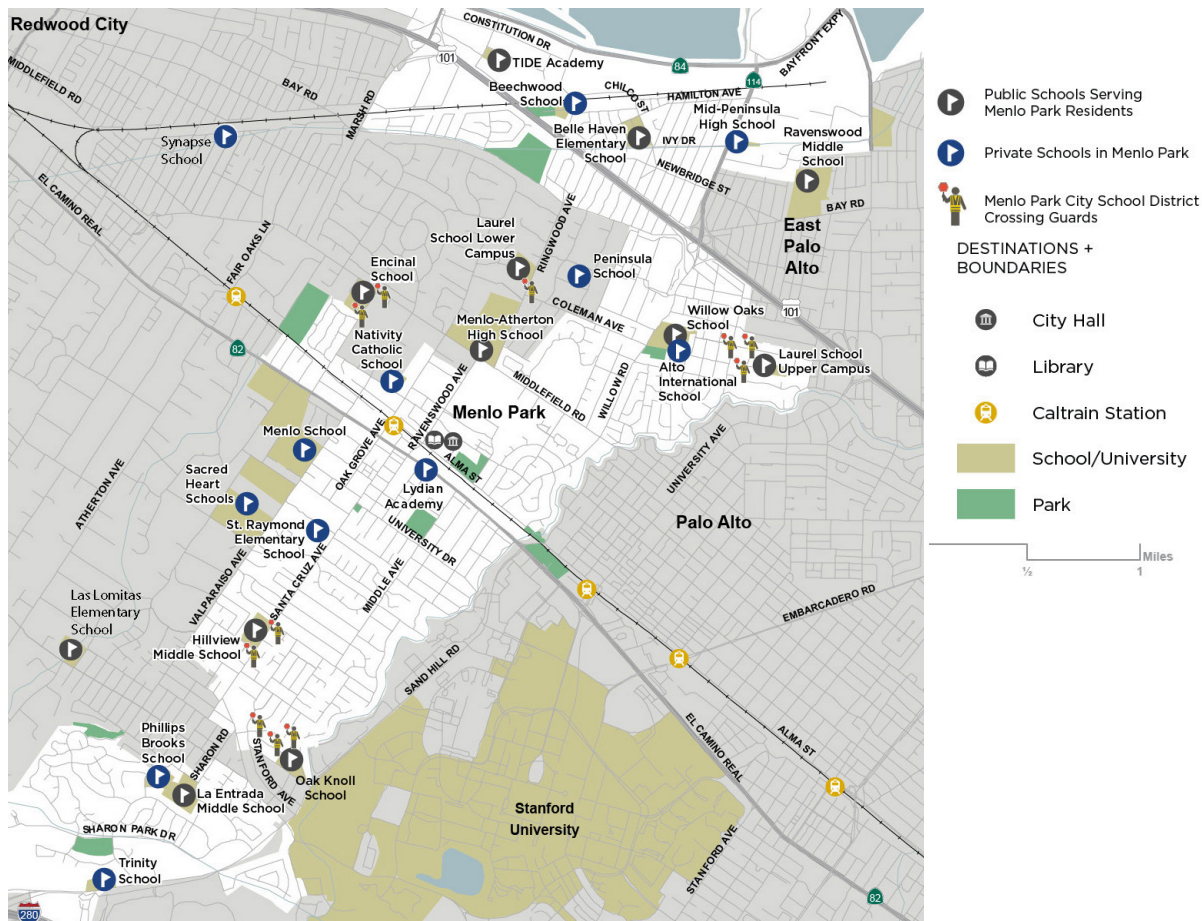 Redwood City
CONSTITUTION DR
101
84
BAYFRONT EXPY
TIDE Academy
MIDDLEFIELD RD
BAY RD
MARSH RD
Beechwood
School
CHILCO ST
HAMILTON AVE
114
Mid-Peninsula
High School
Synapse
School
Belle Haven
Elementary
School
IVY DR
Ravenswood
Middle
School
NEWBRIDGE ST
EL CAMINO REAL
BAY RD
FAIR OAKS LN
Laurel
School Lower
Campus
RINGWOOD AVE
East
Palo
Alto
Encinal
School
Peninsula
School
COLEMAN AVE
101
82
Menlo-Atherton
High School
Willow Oaks
School
Nativity
Catholic
School
MIDDLEFIELD RD
WILLOW RD
Alto
International
School
Laurel School
Upper Campus
RAVENSWOOD AVE
Menlo Park
Menlo School
OAK GROVE AVE
ALMA ST
UNIVERSITY AVE
ATHERTON AVE
Sacred
Heart
Schools
Lydian
Academy
St. Raymond
Elementary
School
UNIVERSITY DR
Palo Alto
VALPARAISO AVE
SANTA CRUZ AVE
MIDDLE AVE
Las Lomitas
Elementary
School
EMBARCADERO RD
Hillview
Middle School
SAND HILL RD
Phillips
Brooks
School
SHARON RD
STANFORD AVE
EL CAMINO REAL
ALMA ST
Oak Knoll
School
La Entrada
Middle School
Stanford
University
SHARON PARK DR
STANFORD AVE
Trinity
School
280
82
Public Schools Serving
Menlo Park Residents
Private Schools in Menlo Park
Menlo Park City School District
Crossing Guards
DESTINATIONS +
BOUNDARIES
City Hall
Library
Caltrain Station
School/University
Park
Miles
½
1